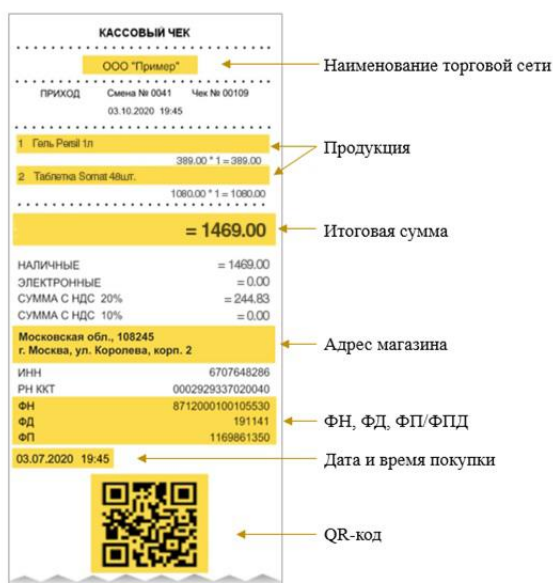 КАССОВЫЙ ЧЕК
ООО "Пример"
Наименование торговой сети
ПРИХОД Смена № 0041 Чек № 00109
03.10.2020 19:45
1 Гель Persil 1л
Продукция
389.00 * 1 = 389.00
2 Таблетка Somat 48шт.
1080.00 * 1 = 1080.00
= 1469.00
Итоговая сумма
НАЛИЧНЫЕ = 1469.00
ЭЛЕКТРОННЫЕ = 0.00
СУММА С НДС 20% = 244.83
СУММА С НДС 10% = 0.00
Московская обл., 108245
г. Москва, ул. Королева, корп. 2
Адрес магазина
ИНН 6707648286
РН ККТ 0002929337020040
ФН 8712000100105530
ФД 191141
ФН, ФД, ФП/ФПД
ФП 1169861350
03.07.2020 19:45
Дата и время покупки
QR-код